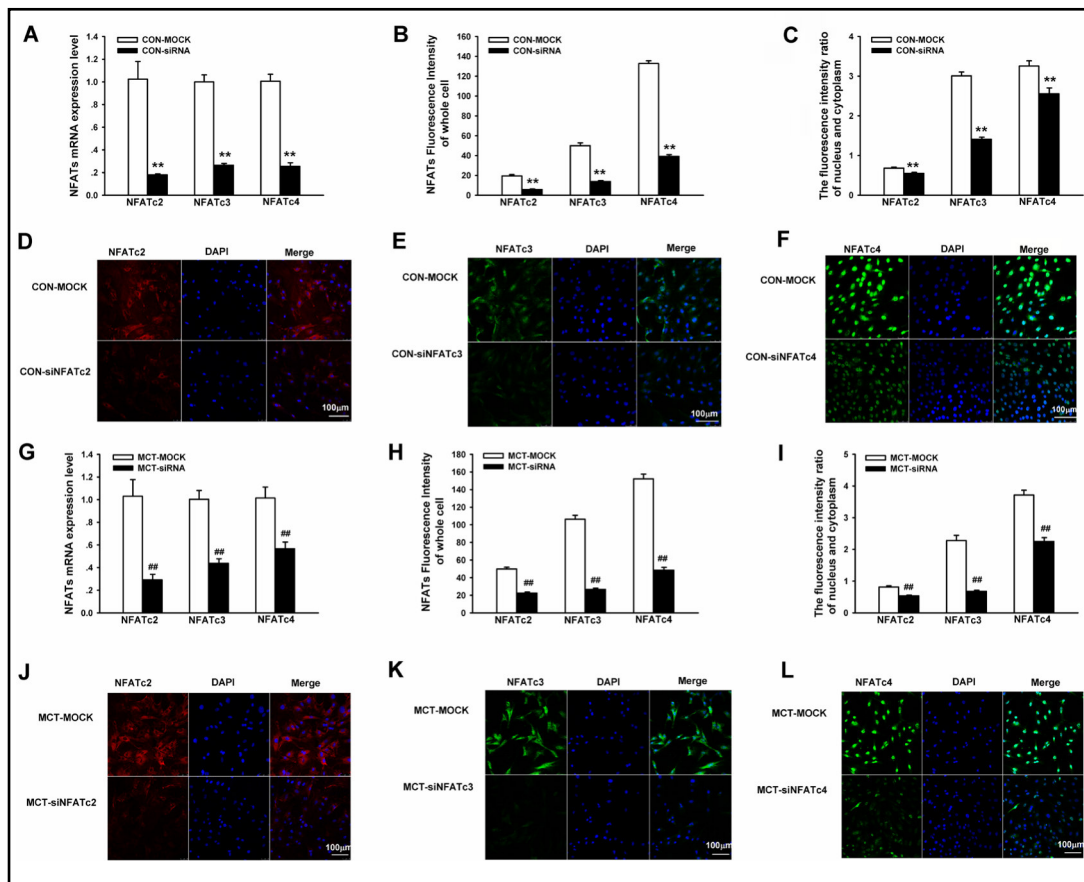 A
CON-MOCK
CON-siRNA
NFATs mRNA expression level
1.4
1.2
1.0
.8
.6
.4
.2
0.0
**
**
**
NFATc2 NFATc3 NFATc4
B
CON-MOCK
CON-siRNA
NFATs Fluorescence Intensity
of whole cell
160
140
120
100
80
60
40
20
0
**
**
**
NFATc2 NFATc3 NFATc4
C
CON-MOCK
CON-siRNA
The fluorescence intensity ratio
of nucleus and cytoplasm
4
3
2
1
0
**
**
**
NFATc2 NFATc3 NFATc4
D
NFATc2 DAPI Merge
CON-MOCK
CON-siNFATc2
100μm
E
NFATc3 DAPI Merge
CON-MOCK
CON-siNFATc3
100μm
F
NFATc4 DAPI Merge
CON-MOCK
CON-siNFATc4
100μm
G
MCT-MOCK
MCT-siRNA
NFATs mRNA expression level
1.4
1.2
1.0
.8
.6
.4
.2
0.0
##
##
##
NFATc2 NFATc3 NFATc4
H
MCT-MOCK
MCT-siRNA
NFATs Fluorescence Intensity
of whole cell
180
160
140
120
100
80
60
40
20
0
##
##
##
NFATc2 NFATc3 NFATc4
I
MCT-MOCK
MCT-siRNA
The fluorescence intensity ratio
of nucleus and cytoplasm
5
4
3
2
1
0
##
##
##
NFATc2 NFATc3 NFATc4
J
NFATc2 DAPI Merge
MCT-MOCK
MCT-siNFATc2
100μm
K
NFATc3 DAPI Merge
MCT-MOCK
MCT-siNFATc3
100μm
L
NFATc4 DAPI Merge
MCT-MOCK
MCT-siNFATc4
100μm